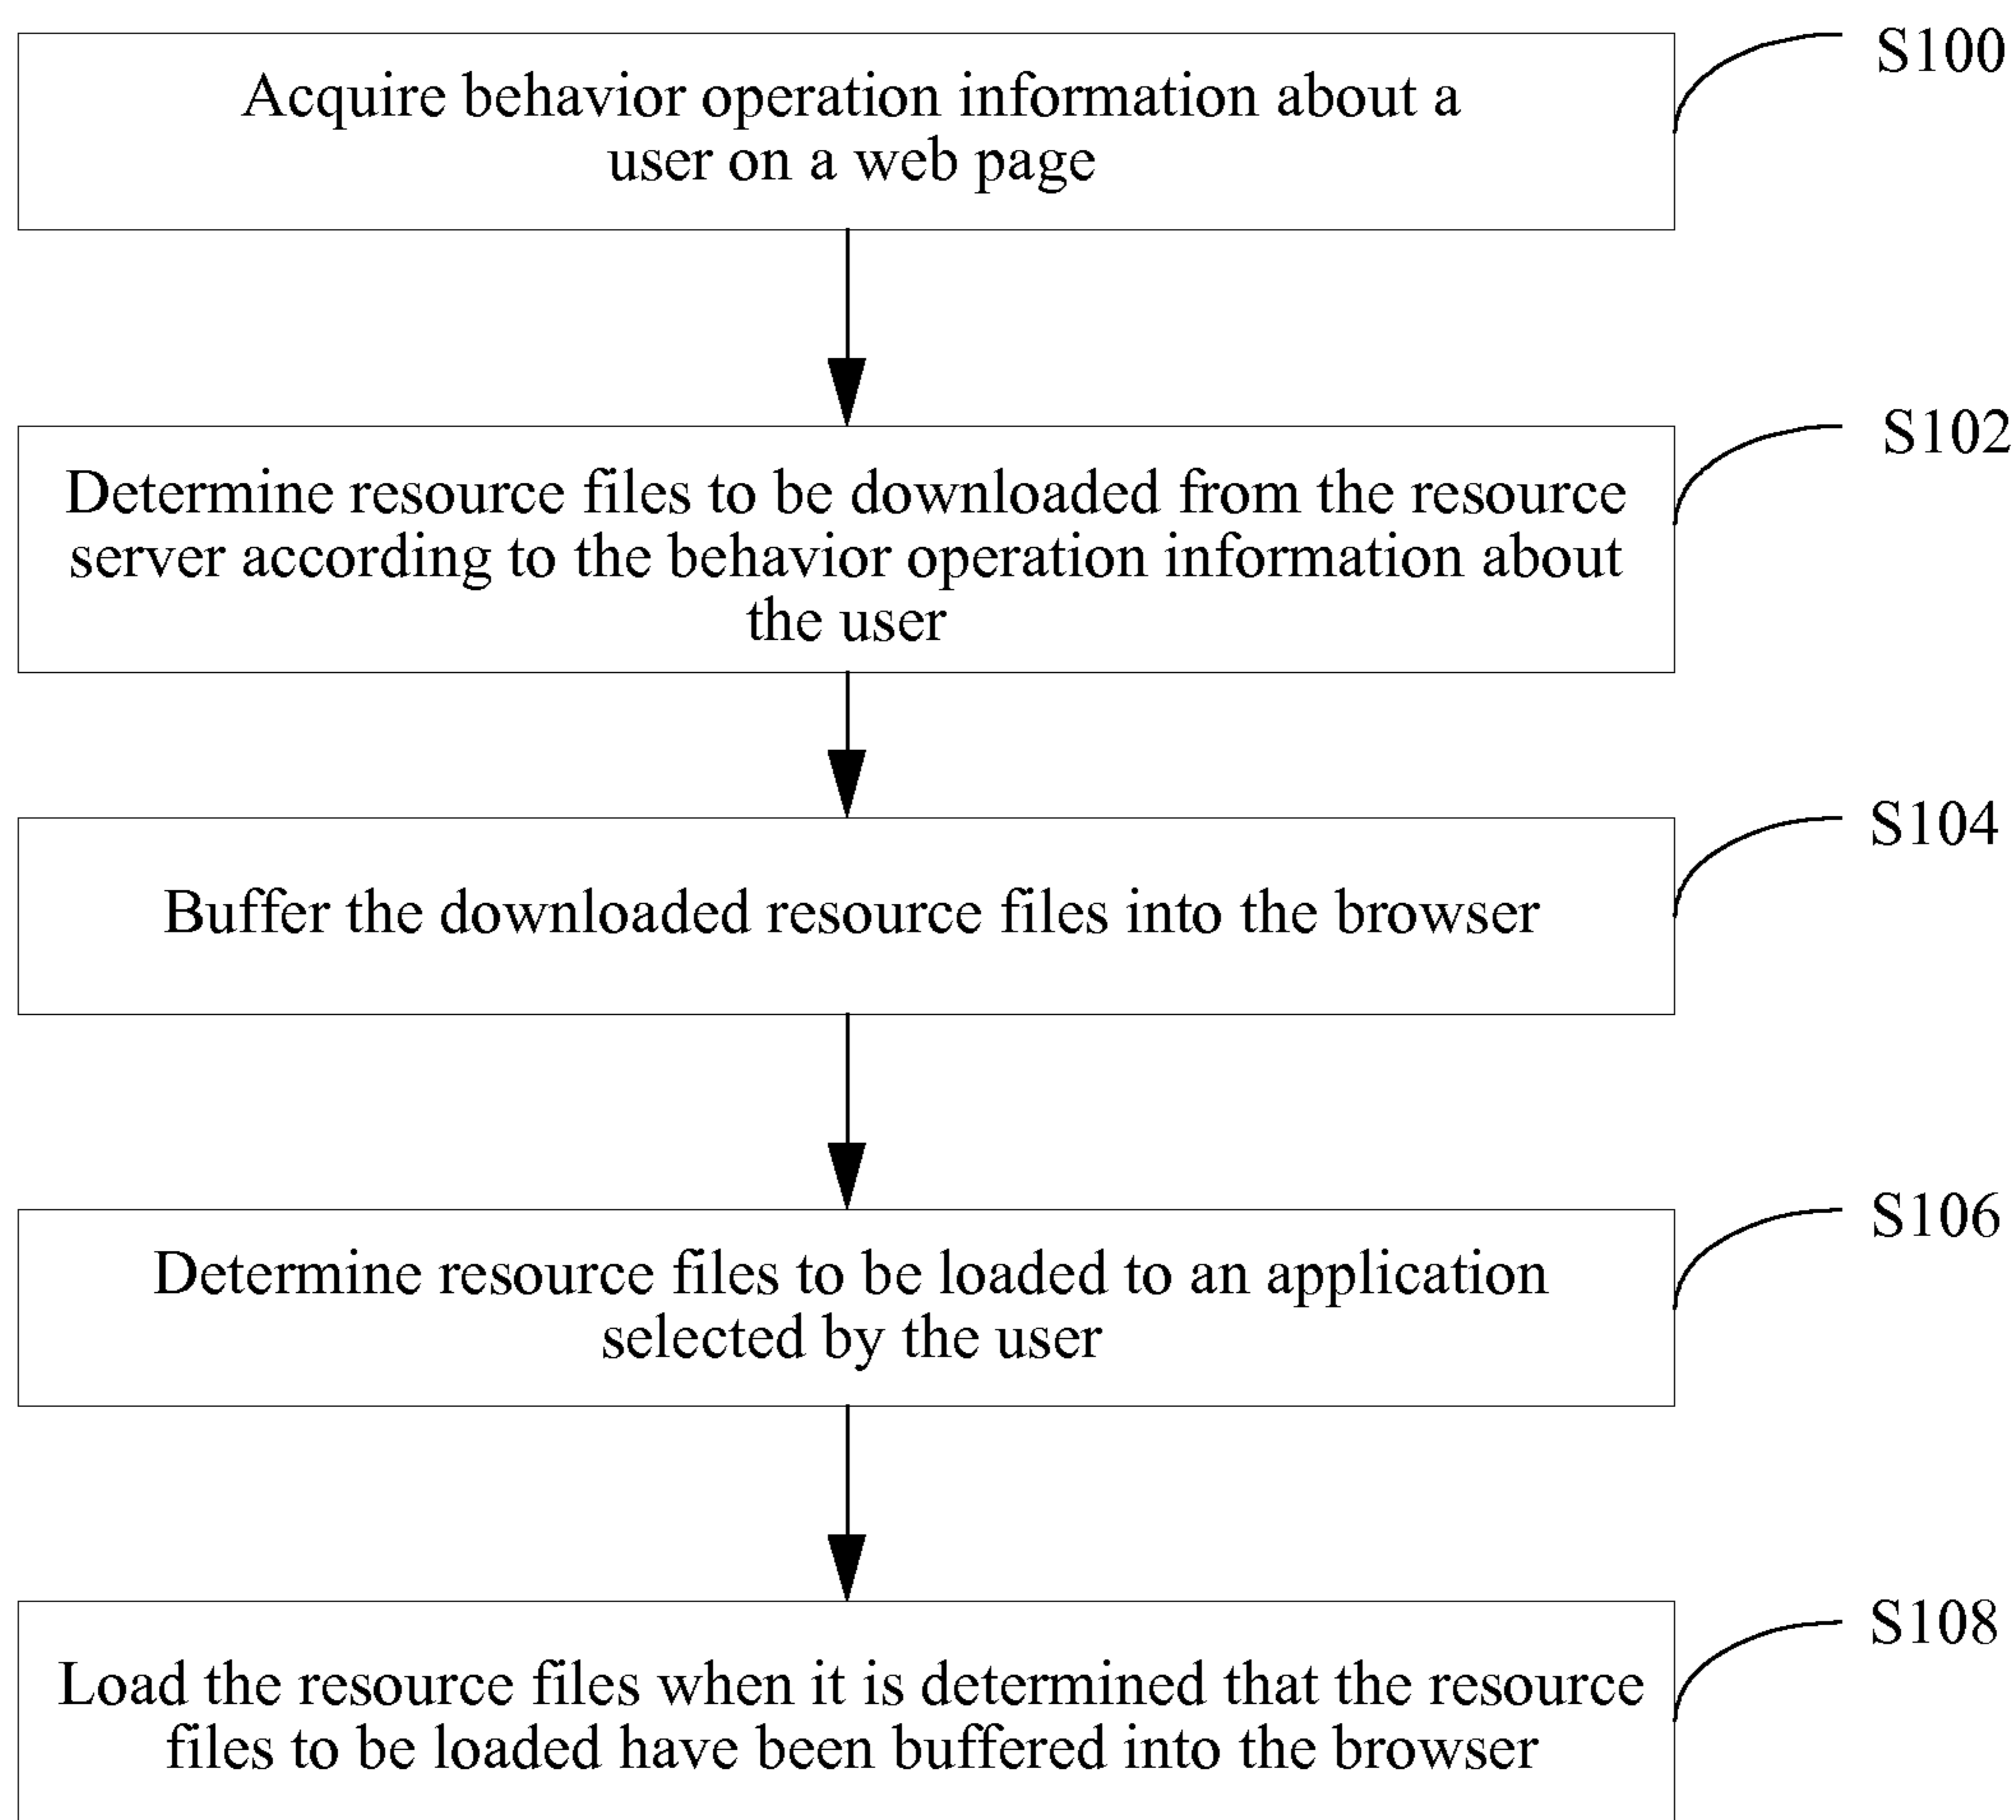 S100
Acquire behavior operation information about a
user on a web page
S102
Determine resource files to be downloaded from the resource
server according to the behavior operation information about
the user
S104
Buffer the downloaded resource files into the browser
S106
Determine resource files to be loaded to an application
selected by the user
S108
Load the resource files when it is determined that the resource
files to be loaded have been buffered into the browser